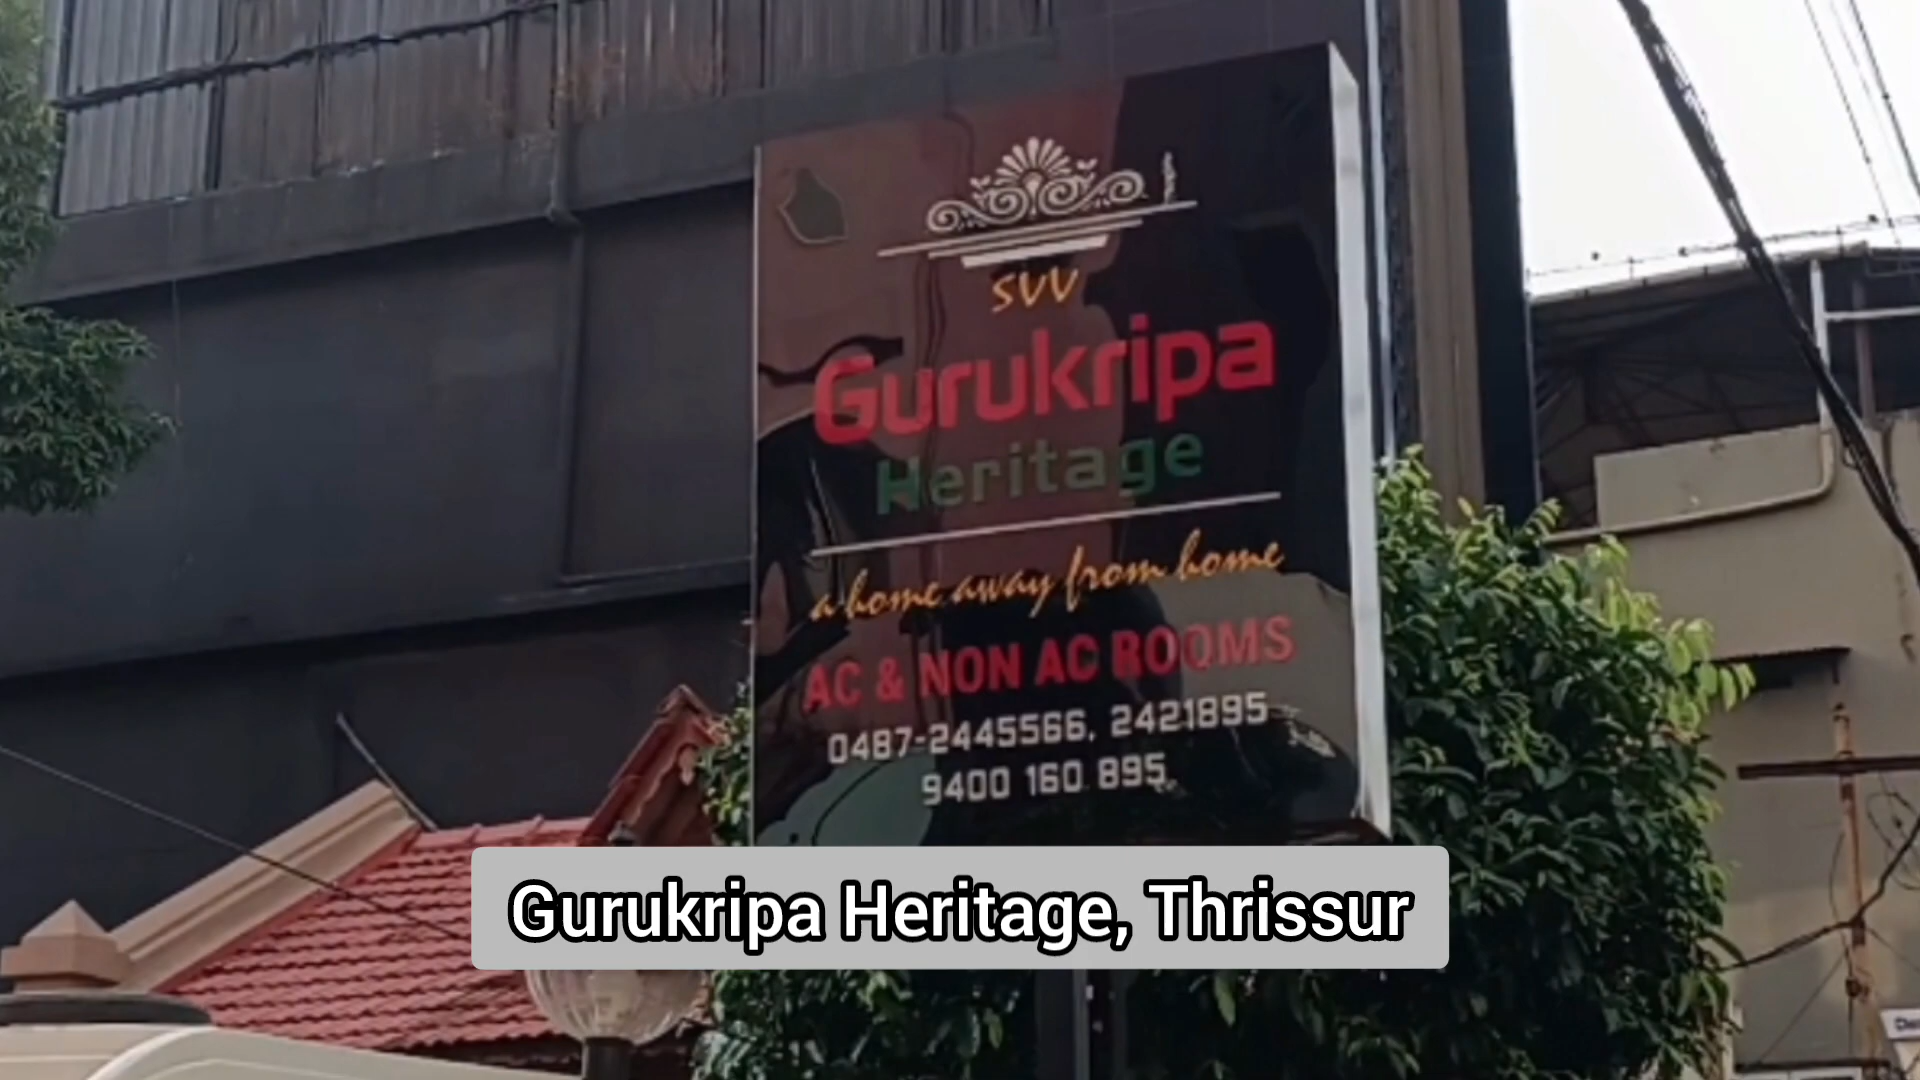 SVV
Gurukripa
Heritage
a home away from home
AC & NON AC ROOMS
0487-2445566, 2421895
9400 160 895
Gurukripa Heritage, Thrissur